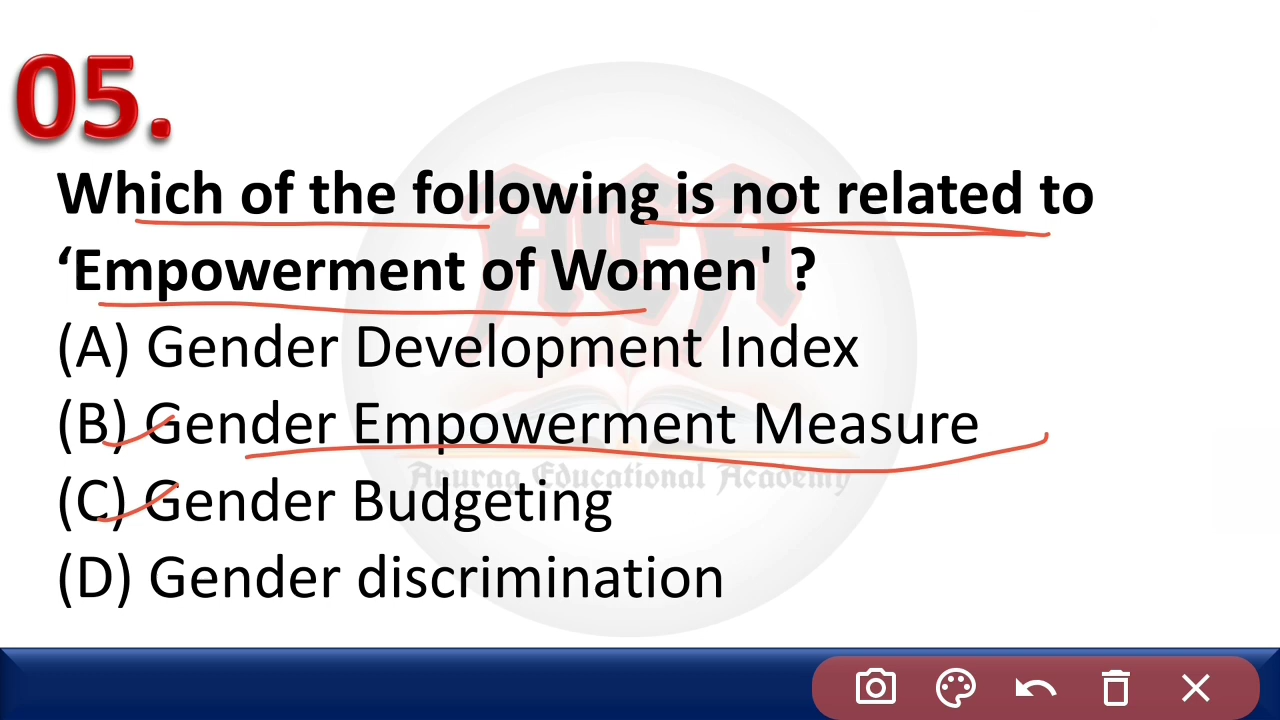 05.
Which of the following is not related to
‘Empowerment of Women' ?
(A) Gender Development Index
(B) Gender Empowerment Measure
(C) Gender Budgeting
(D) Gender discrimination
AEA
Anurag Educational Academy